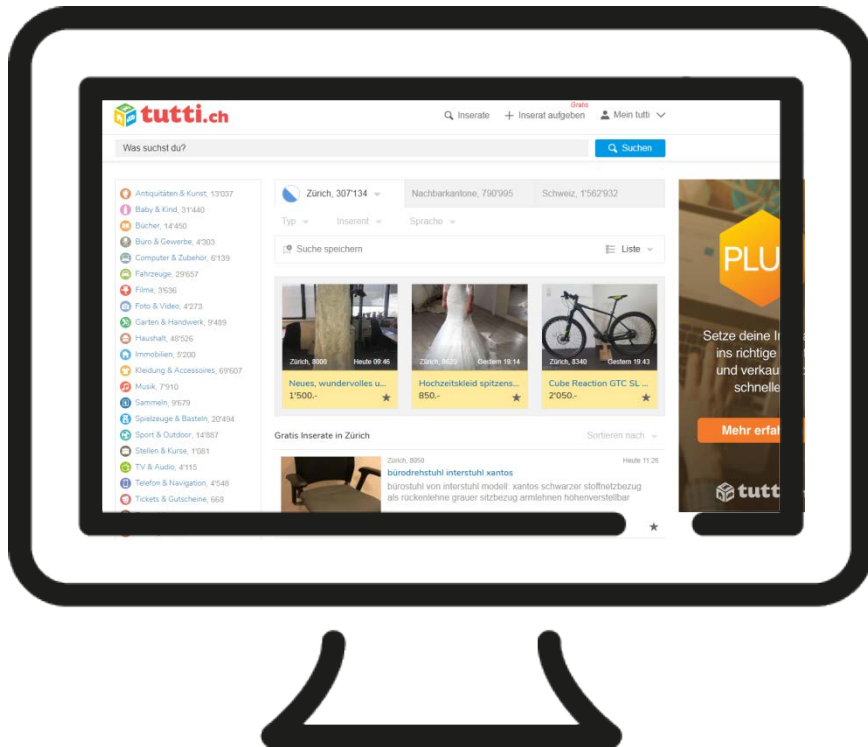 tutti.ch
Inserate
Gratis
Inserat aufgeben
Mein tutti
Was suchst du?
Suchen
Antiquitäten & Kunst, 13'037
Baby & Kind, 31'440
Bücher, 14'450
Büro & Gewerbe, 4'303
Computer & Zubehör, 6'139
Fahrzeuge, 29'657
Filme, 3'636
Foto & Video, 4'273
Garten & Handwerk, 9'489
Haushalt, 48'526
Immobilien, 5'200
Kleidung & Accessoires, 69'607
Musik, 7'910
Sammeln, 9'679
Spielzeuge & Basteln, 20'494
Sport & Outdoor, 14'887
Stellen & Kurse, 1'081
TV & Audio, 4'115
Telefon & Navigation, 4'548
Tickets & Gutscheine, 668
Zürich, 307'134
Nachbarkantone, 790'995
Schweiz, 1'562'932
Typ
Inserent
Sprache
Suche speichern
Liste
Zürich, 8000 Heute 09:46
Neues, wundervolles u...
1'500.-
Gestern 19:14
Hochzeitskleid spitzens...
850.-
Zürich, 8340 Gestern 19:43
Cube Reaction GTC SL ...
2'050.-
Gratis Inserate in Zürich
Sortieren nach
Zürich, 8059 Heute 11:26
bürodrehstuhl interstuhl xantos
bürostuhl von interstuhl modell: xantos schwarzer stoffnetzbezug
als rückenlehne grauer sitzbezug armlehnen höhenverstellbar
PLU
Setze deine In
ins richtige
und verkau
schnelle
Mehr erfah
tutt